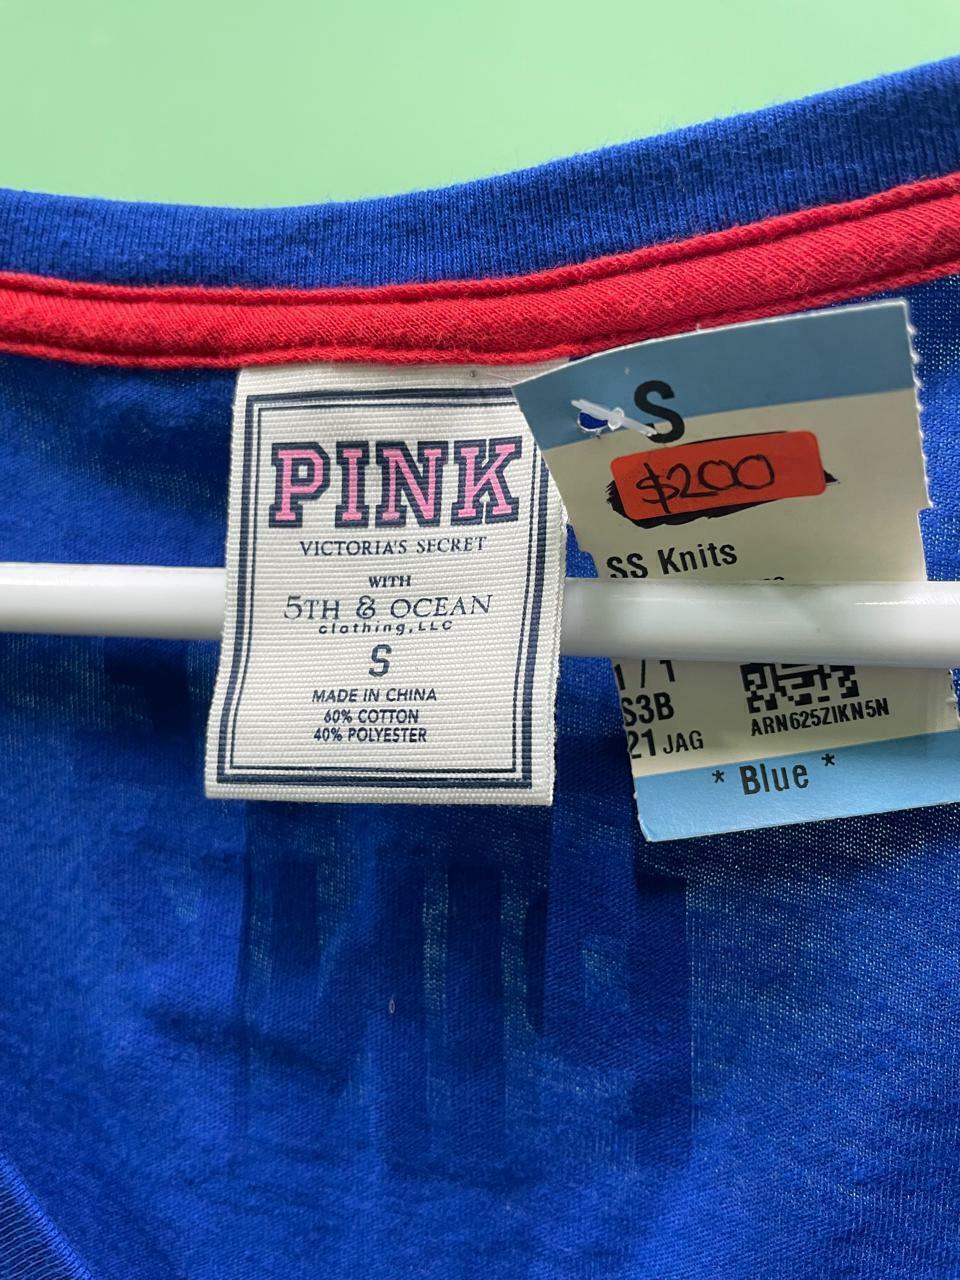 PINK
VICTORIA'S SECRET
WITH
5TH & OCEAN
clothing, LLC
S
MADE IN CHINA
60% COTTON
40% POLYESTER
S
$200
SS Knits
1 / 1
S3B
21 JAG
ARN625ZIKN5N
* Blue *